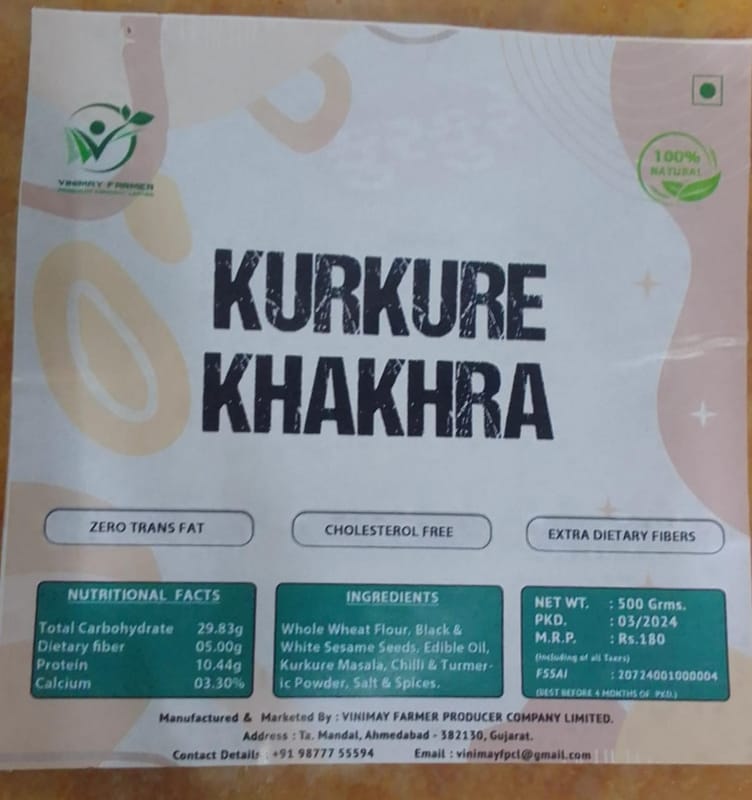 VINIMAY FARMER
PRODUCER COMPANY LIMITED
100%
NATURAL
KURKURE
KHAKHRA
ZERO TRANS FAT
CHOLESTEROL FREE
EXTRA DIETARY FIBERS
NUTRITIONAL FACTS
Total Carbohydrate 29.83g
Dietary fiber 05.00g
Protein 10.44g
Calcium 03.30%
INGREDIENTS
Whole Wheat Flour, Black &
White Sesame Seeds, Edible Oil,
Kurkure Masala, Chilli & Turmer-
ic Powder, Salt & Spices.
NET WT. : 500 Grms.
PKD. : 03/2024
M.R.P. : Rs.180
(Including of all Taxes)
FSSAI : 20724001000004
(BEST BEFORE 4 MONTHS OF PKD.)
Manufactured & Marketed By : VINIMAY FARMER PRODUCER COMPANY LIMITED.
Address : Ta. Mandal, Ahmedabad - 382130, Gujarat.
Contact Details : +91 98777 55594 Email : vinimayfpcl@gmail.com